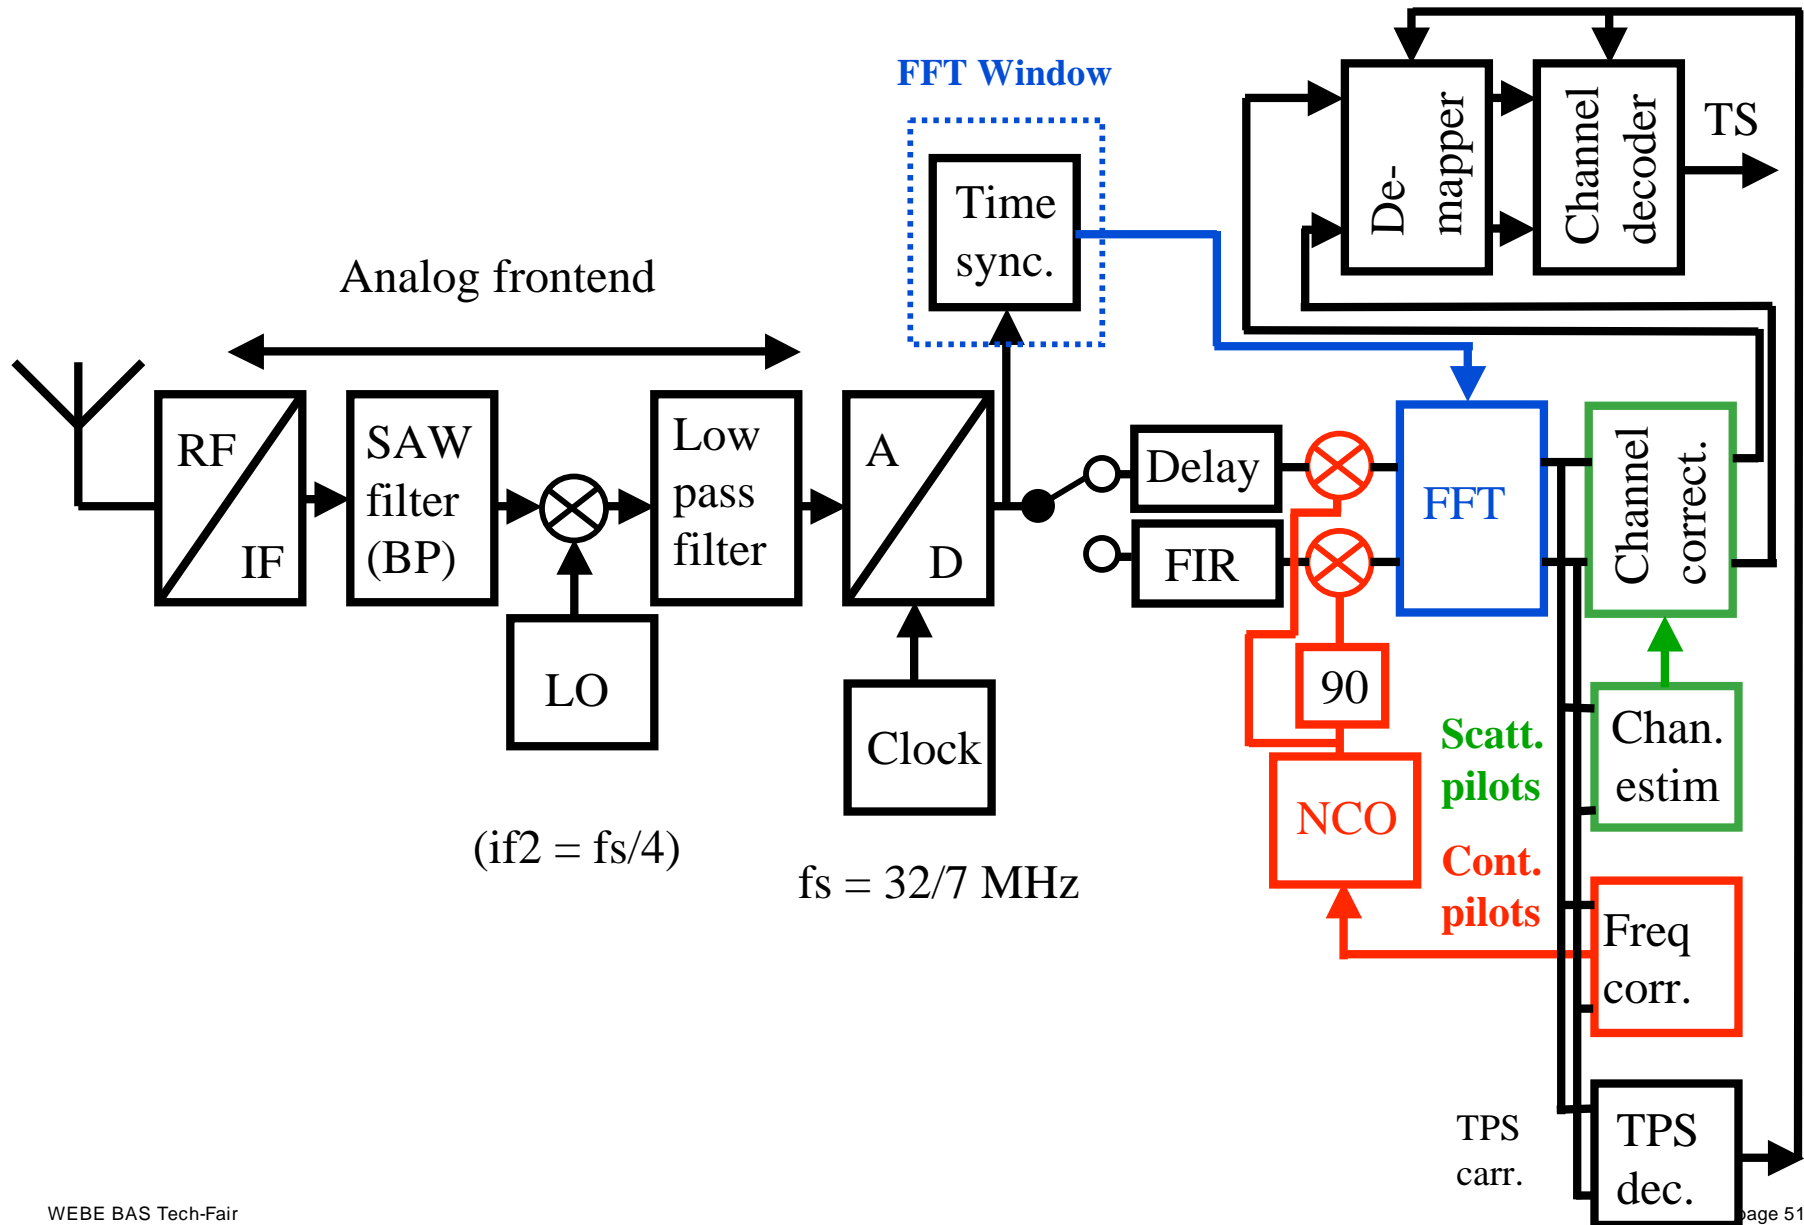 FFT Window
De-
mapper
Channel
decoder
TS
Time
sync.
Analog frontend
RF
IF
SAW
filter
(BP)
Low
pass
filter
A
D
Delay
FIR
FFT
Channel
correct.
LO
Clock
90
NCO
Scatt.
pilots
Chan.
estim
(if2 = fs/4)
fs = 32/7 MHz
Cont.
pilots
Freq
corr.
TPS
carr.
TPS
dec.
WEBE BAS Tech-Fair
page 51